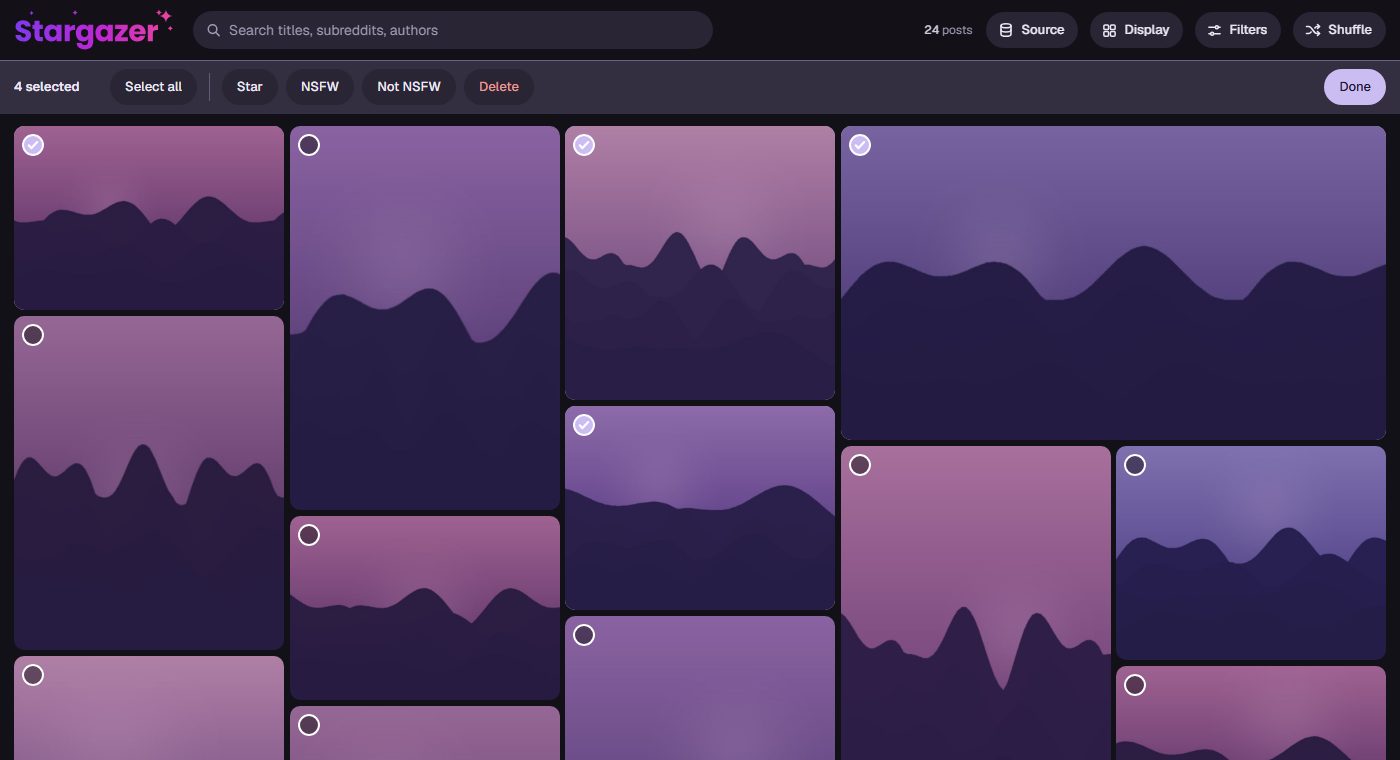 Stargazer
Search titles, subreddits, authors
24 posts
Source
Display
Filters
Shuffle
4 selected
Select all
Star
NSFW
Not NSFW
Delete
Done